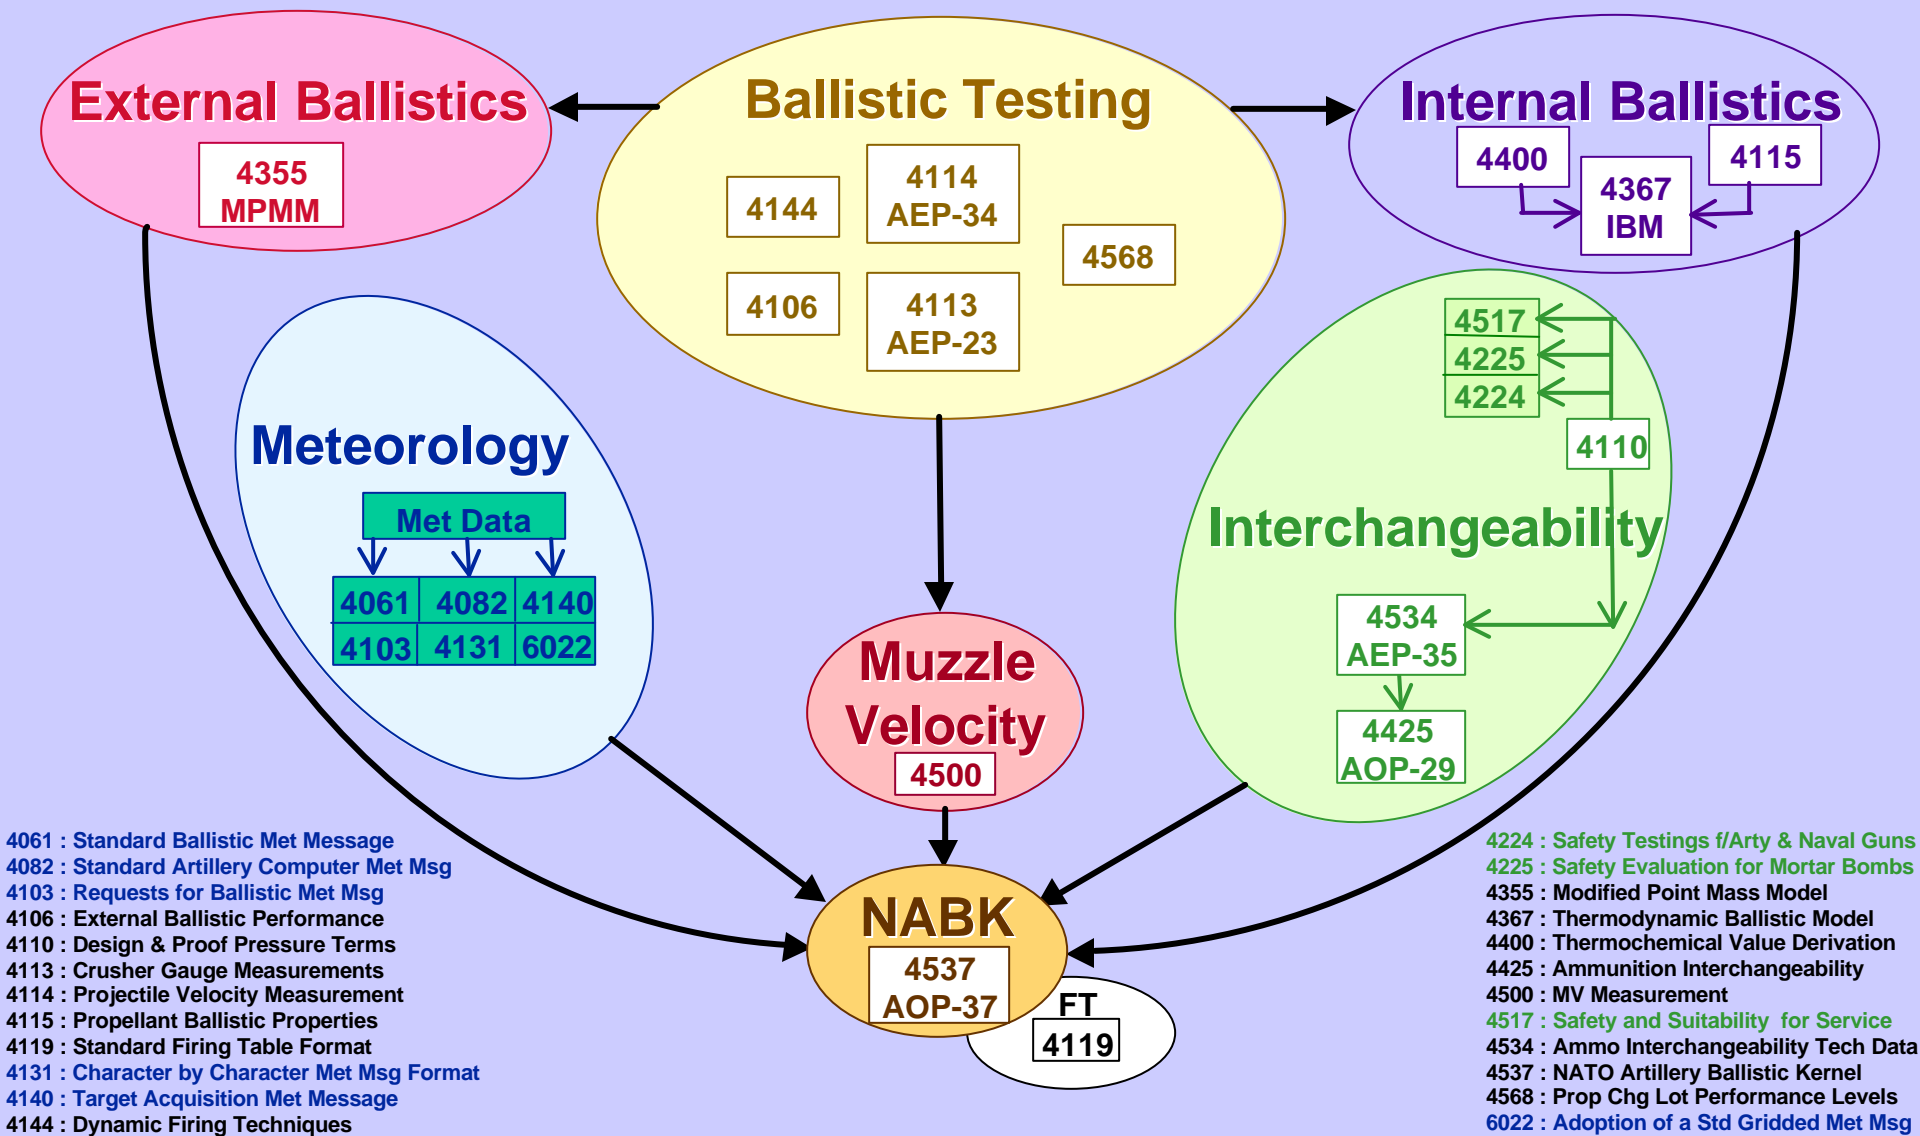 External Ballistics
4355
MPMM
Ballistic Testing
4144
4114
AEP-34
4568
4106
4113
AEP-23
Internal Ballistics
4400
4367
IBM
4115
Meteorology
Met Data
4061 4082 4140
4103 4131 6022
Muzzle
Velocity
4500
4517
4225
4224
4110
Interchangeability
4534
AEP-35
4425
AOP-29
NABK
4537
AOP-37
FT
4119
4061 : Standard Ballistic Met Message
4082 : Standard Artillery Computer Met Msg
4103 : Requests for Ballistic Met Msg
4106 : External Ballistic Performance
4110 : Design & Proof Pressure Terms
4113 : Crusher Gauge Measurements
4114 : Projectile Velocity Measurement
4115 : Propellant Ballistic Properties
4119 : Standard Firing Table Format
4131 : Character by Character Met Msg Format
4140 : Target Acquisition Met Message
4144 : Dynamic Firing Techniques
4224 : Safety Testings f/Arty & Naval Guns
4225 : Safety Evaluation for Mortar Bombs
4355 : Modified Point Mass Model
4367 : Thermodynamic Ballistic Model
4400 : Thermochemical Value Derivation
4425 : Ammunition Interchangeability
4500 : MV Measurement
4517 : Safety and Suitability for Service
4534 : Ammo Interchangeability Tech Data
4537 : NATO Artillery Ballistic Kernel
4568 : Prop Chg Lot Performance Levels
6022 : Adoption of a Std Gridded Met Msg